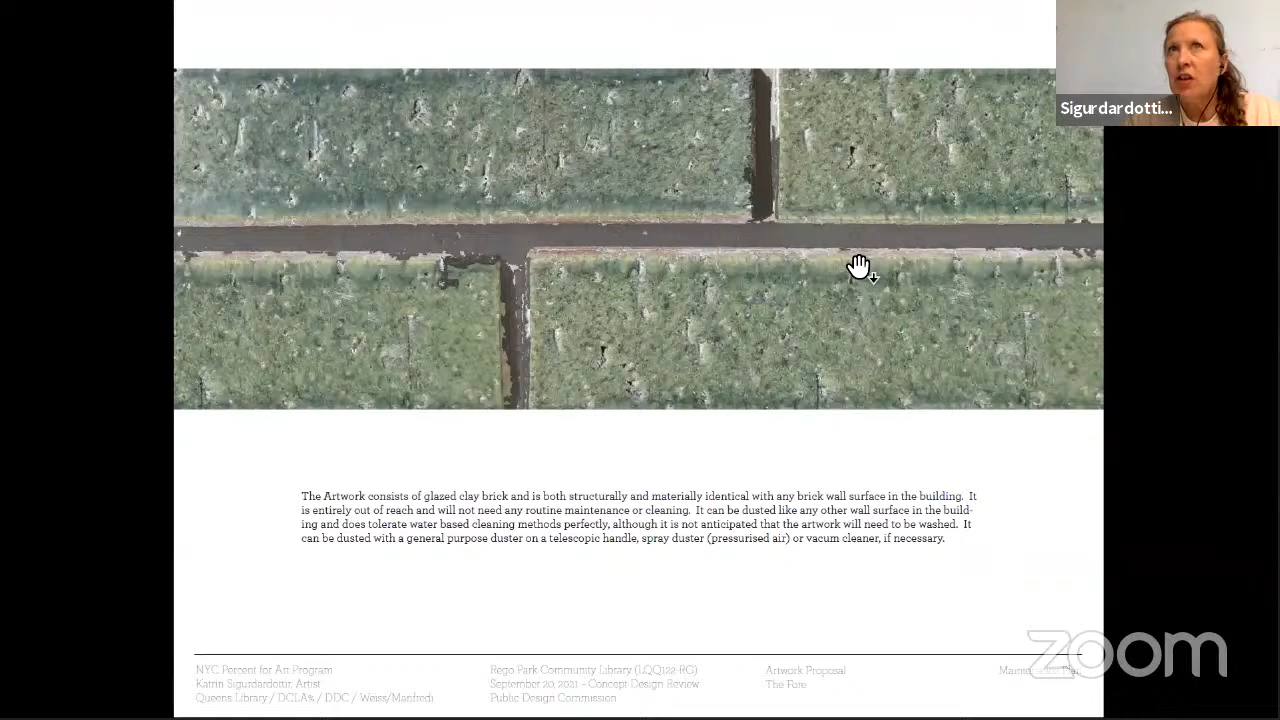 Sigurdardotti...
The Artwork consists of glazed clay brick and is both structurally and materially identical with any brick wall surface in the building. It
is entirely out of reach and will not need any routine maintenance or cleaning. It can be dusted like any other wall surface in the build-
ing and does tolerate water based cleaning methods perfectly, although it is not anticipated that the artwork will need to be washed. It
can be dusted with a general purpose duster on a telescopic handle, spray duster (pressurised air) or vacum cleaner, if necessary.
NYC Percent for Art Program
Katrin Sigurdardottir, Artist
Queens Library / DCLA% / DDC / Weiss/Manfredi
Rego Park Community Library (LQQ122-RG)
September 20, 2021 - Concept Design Review
Public Design Commission
Artwork Proposal
The Fore
Plan
zoom